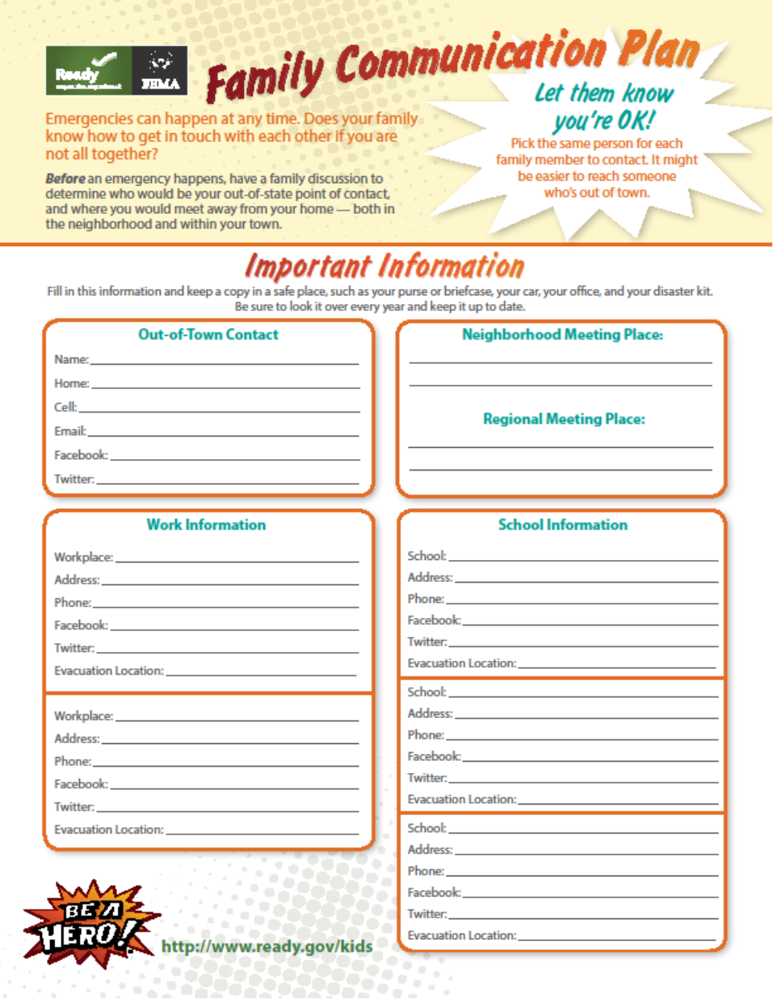 Ready
FEMA
Family Communication Plan
Emergencies can happen at any time. Does your family
know how to get in touch with each other if you are
not all together?
Before an emergency happens, have a family discussion to
determine who would be your out-of-state point of contact,
and where you would meet away from your home — both in
the neighborhood and within your town.
Let them know
you're OK!
Pick the same person for each
family member to contact. It might
be easier to reach someone
who's out of town.
Important Information
Fill in this information and keep a copy in a safe place, such as your purse or briefcase, your car, your office, and your disaster kit.
Be sure to look it over every year and keep it up to date.
Out-of-Town Contact
Name:
Home:
Cell:
Email:
Facebook:
Twitter:
Neighborhood Meeting Place:
Regional Meeting Place:
Work Information
Workplace:
Address:
Phone:
Facebook:
Twitter:
Evacuation Location:
Workplace:
Address:
Phone:
Facebook:
Twitter:
Evacuation Location:
School Information
School:
Address:
Phone:
Facebook:
Twitter:
Evacuation Location:
School:
Address:
Phone:
Facebook:
Twitter:
Evacuation Location:
School:
Address:
Phone:
Facebook:
Twitter:
Evacuation Location:
BE A
HERO!
http://www.ready.gov/kids